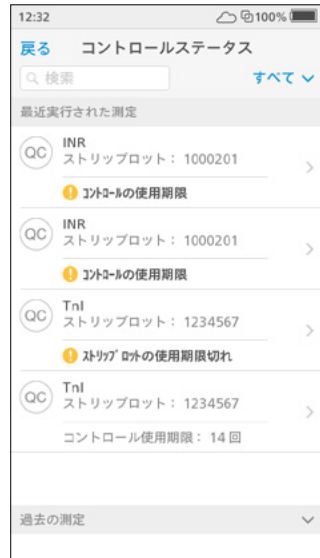 12:32 100%
戻る コントロールステータス
検索 すべて
最近実行された測定
QC INR
ストリップロット： 1000201
! ｺﾝﾄﾛｰﾙの使用期限
QC INR
ストリップロット： 1000201
! ｺﾝﾄﾛｰﾙの使用期限
QC TnI
ストリップロット： 1234567
! ｽﾄﾘｯﾌﾟﾛｯﾄの使用期限切れ
QC TnI
ストリップロット： 1234567
コントロール使用期限： 14 回
過去の測定